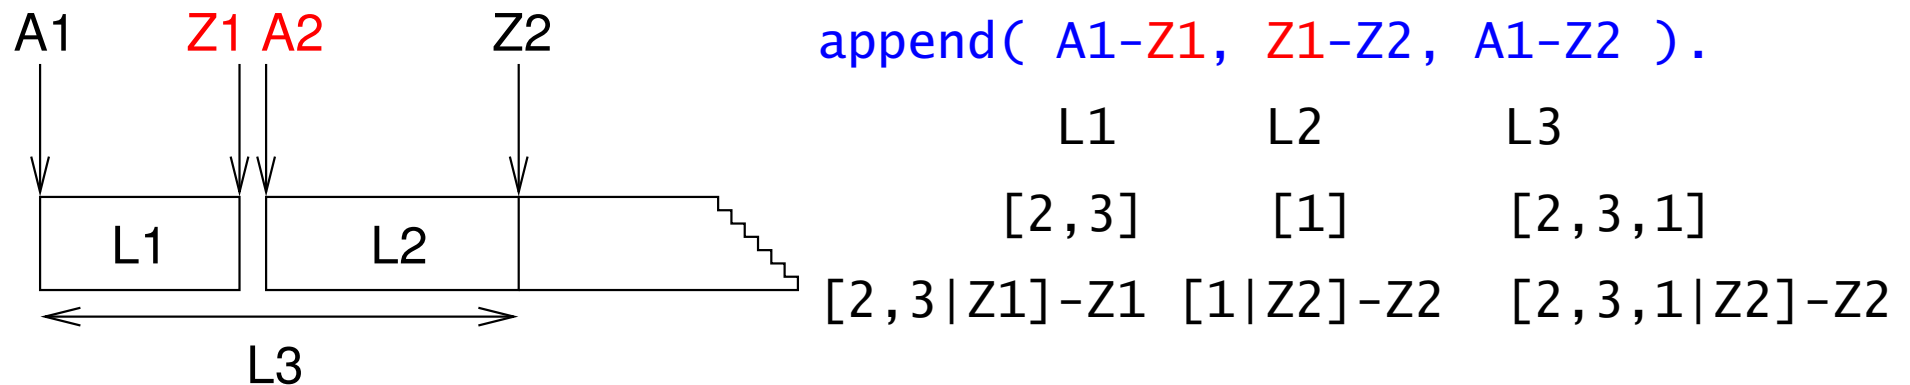 A1 Z1 A2 Z2
L1 L2
L3
append( A1-Z1, Z1-Z2, A1-Z2 ).
L1 L2 L3
[2,3] [1] [2,3,1]
[2,3|Z1]-Z1 [1|Z2]-Z2 [2,3,1|Z2]-Z2